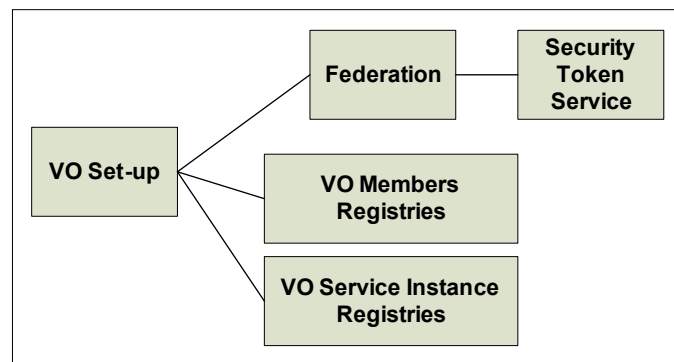 Federation
Security
Token
Service
VO Set-up
VO Members
Registries
VO Service Instance
Registries